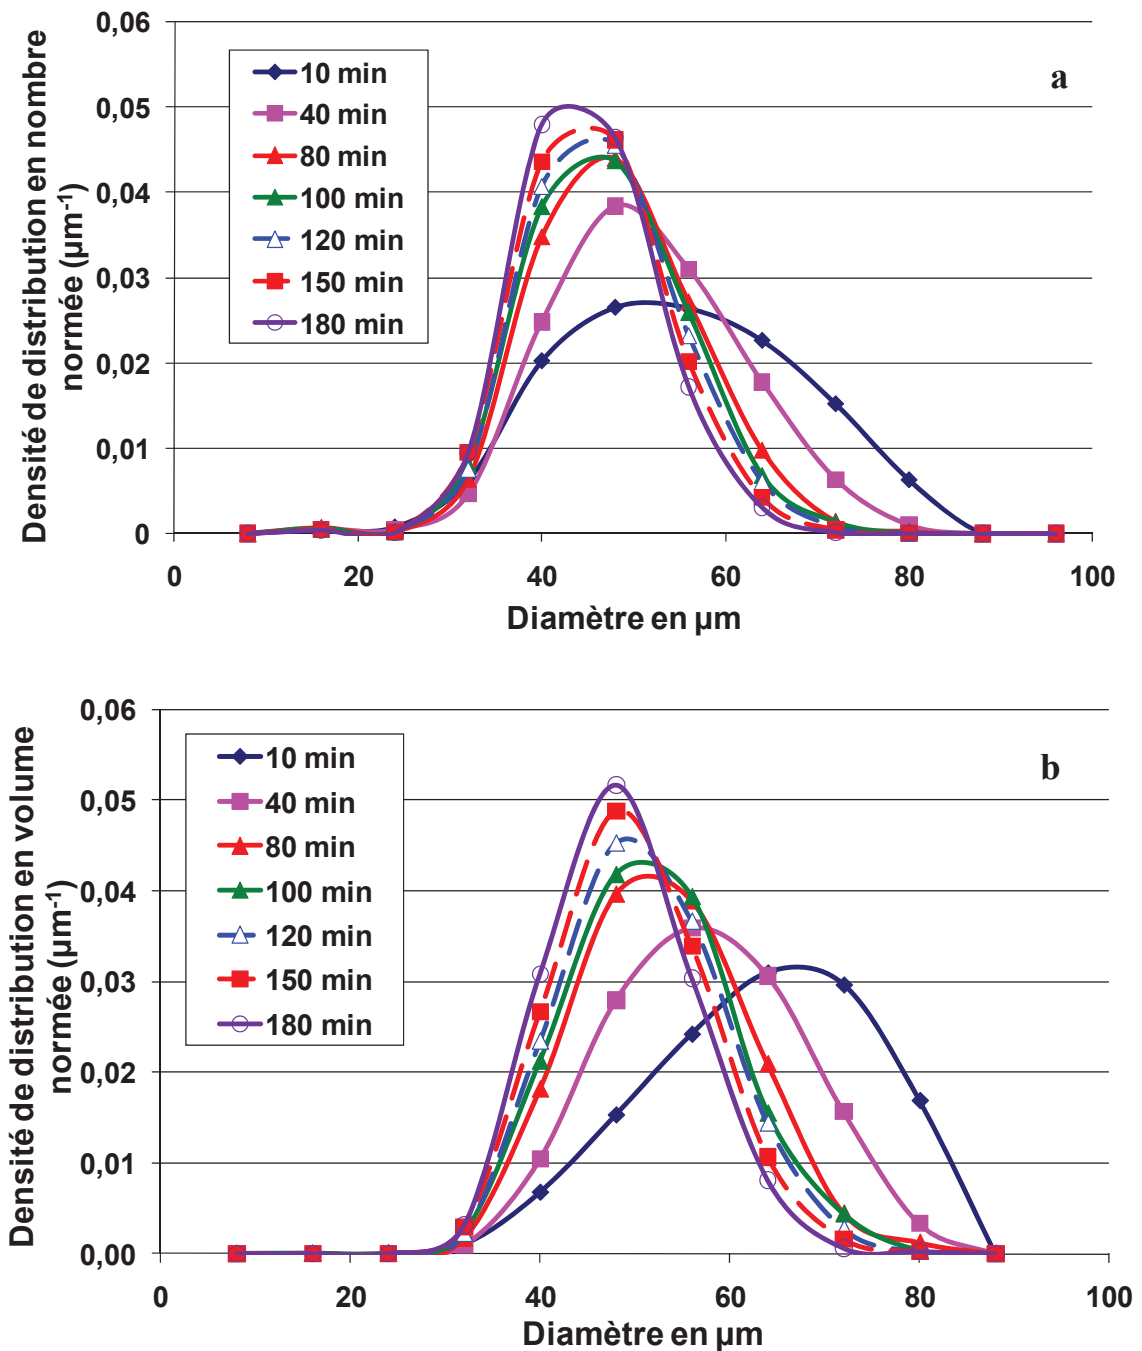 Densité de distribution en nombre
normée (µm⁻¹)
0,06
0,05
0,04
0,03
0,02
0,01
0
10 min
40 min
80 min
100 min
120 min
150 min
180 min
a
0 20 40 60 80 100
Diamètre en µm
Densité de distribution en volume
normée (µm⁻¹)
0,06
0,05
0,04
0,03
0,02
0,01
0,00
10 min
40 min
80 min
100 min
120 min
150 min
180 min
b
0 20 40 60 80 100
Diamètre en µm